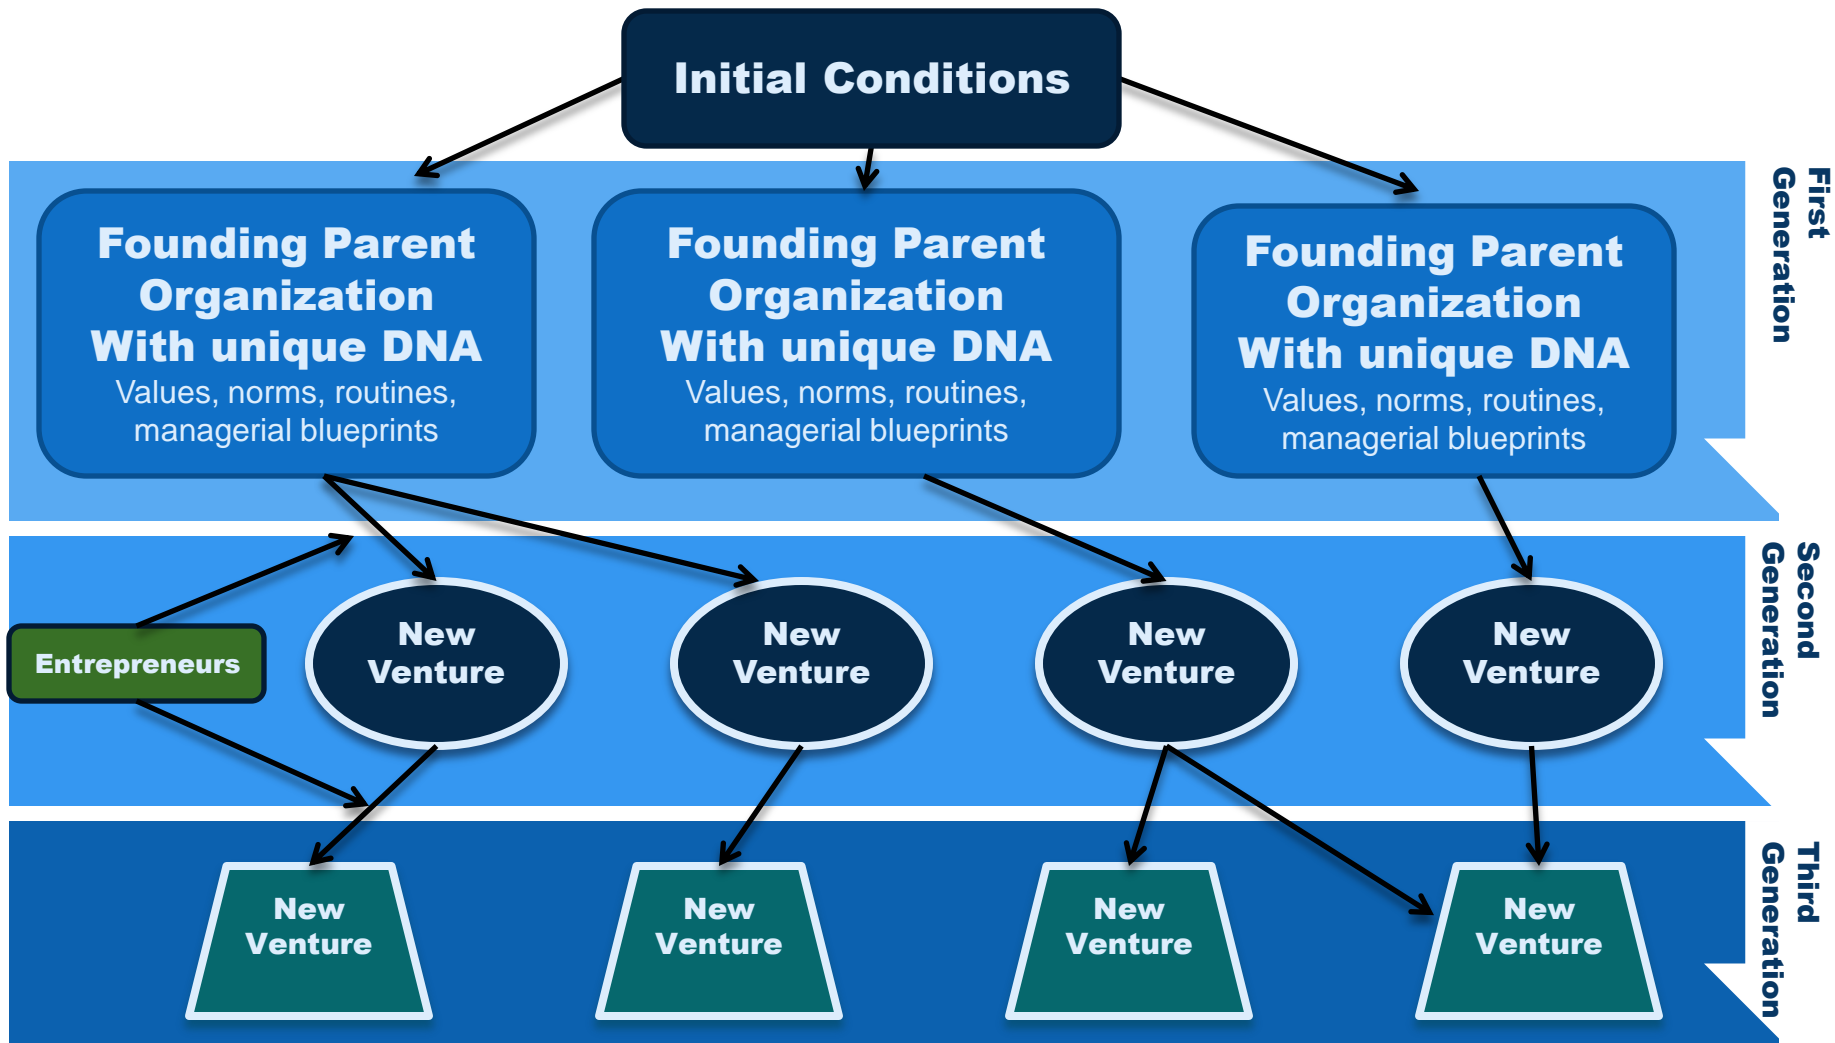 Initial Conditions
First
Generation
Founding Parent
Organization
With unique DNA
Values, norms, routines,
managerial blueprints
Founding Parent
Organization
With unique DNA
Values, norms, routines,
managerial blueprints
Founding Parent
Organization
With unique DNA
Values, norms, routines,
managerial blueprints
Second
Generation
Entrepreneurs
New
Venture
New
Venture
New
Venture
New
Venture
Third
Generation
New
Venture
New
Venture
New
Venture
New
Venture